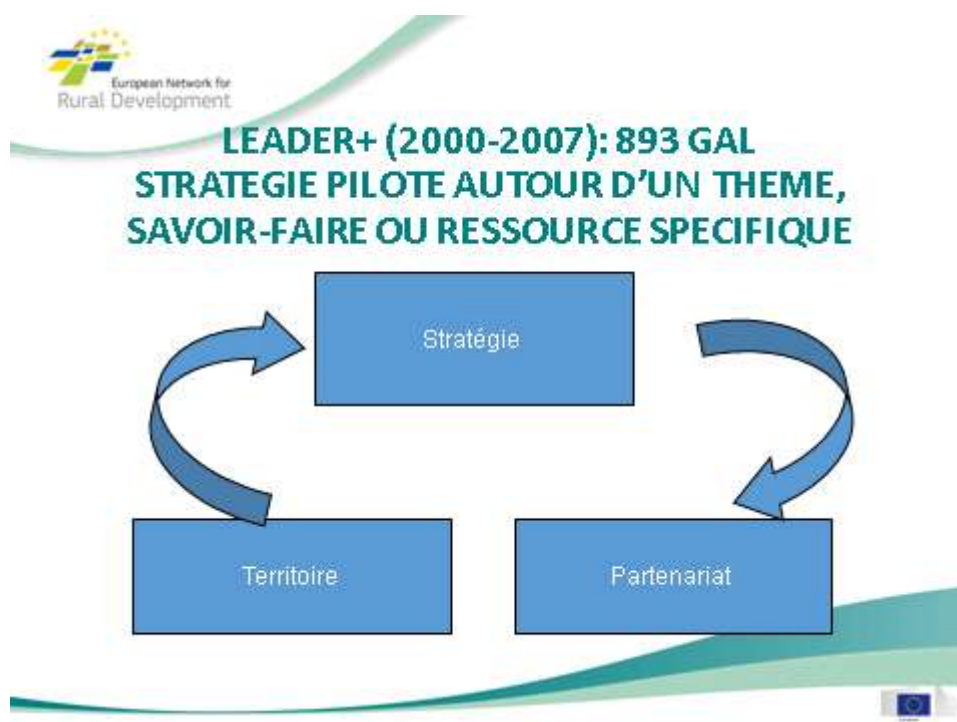 European Network for
Rural Development
LEADER+ (2000-2007): 893 GAL
STRATEGIE PILOTE AUTOUR D'UN THEME,
SAVOIR-FAIRE OU RESSOURCE SPECIFIQUE
Stratégie
Territoire
Partenariat